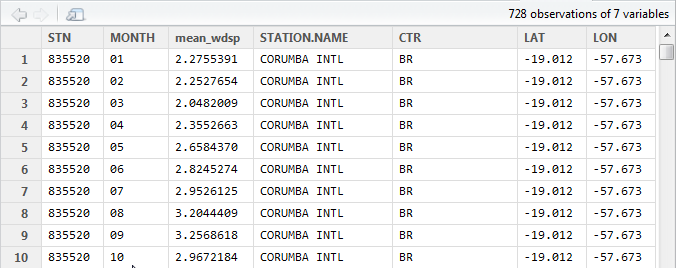 728 observations of 7 variables
STN MONTH mean_wdsp STATION.NAME CTR LAT LON
1 835520 01 2.2755391 CORUMBA INTL BR -19.012 -57.673
2 835520 02 2.2527654 CORUMBA INTL BR -19.012 -57.673
3 835520 03 2.0482009 CORUMBA INTL BR -19.012 -57.673
4 835520 04 2.3552663 CORUMBA INTL BR -19.012 -57.673
5 835520 05 2.6584370 CORUMBA INTL BR -19.012 -57.673
6 835520 06 2.8245274 CORUMBA INTL BR -19.012 -57.673
7 835520 07 2.9526125 CORUMBA INTL BR -19.012 -57.673
8 835520 08 3.2044409 CORUMBA INTL BR -19.012 -57.673
9 835520 09 3.2568618 CORUMBA INTL BR -19.012 -57.673
10 835520 10 2.9672184 CORUMBA INTL BR -19.012 -57.673